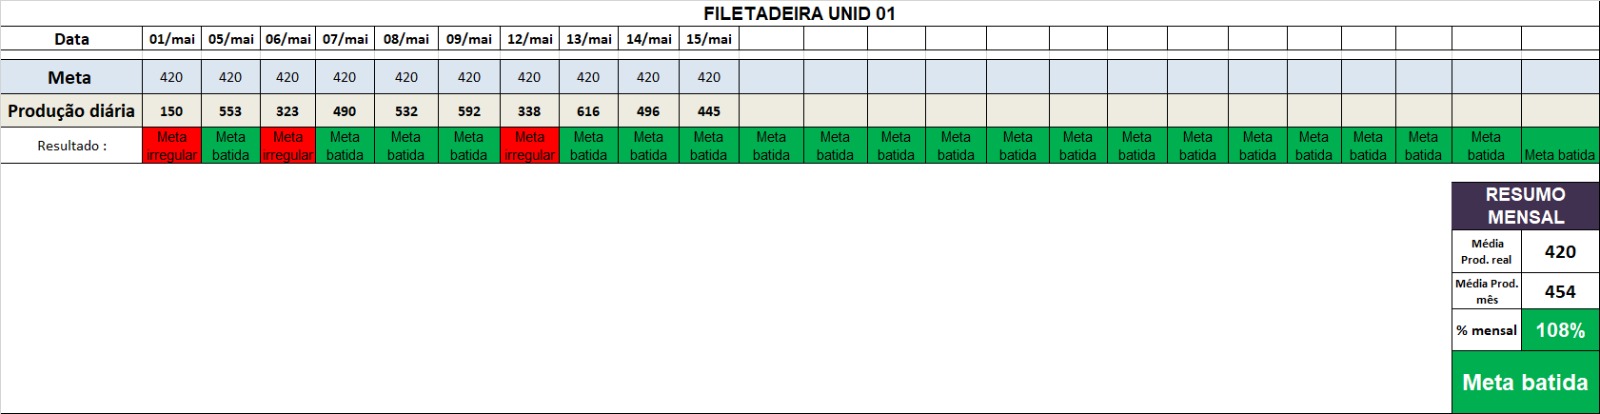 FILETADEIRA UNID 01
Data 01/mai 05/mai 06/mai 07/mai 08/mai 09/mai 12/mai 13/mai 14/mai 15/mai
Meta 420 420 420 420 420 420 420 420 420 420
Produção diária 150 553 323 490 532 592 338 616 496 445
Resultado : Meta irregular Meta batida Meta irregular Meta batida Meta batida Meta batida Meta irregular Meta batida Meta batida Meta batida Meta batida Meta batida Meta batida Meta batida Meta batida Meta batida Meta batida Meta batida Meta batida Meta batida Meta batida Meta batida Meta batida Meta batida
RESUMO
MENSAL
Média
Prod. real 420
Média Prod.
mês 454
% mensal 108%
Meta batida